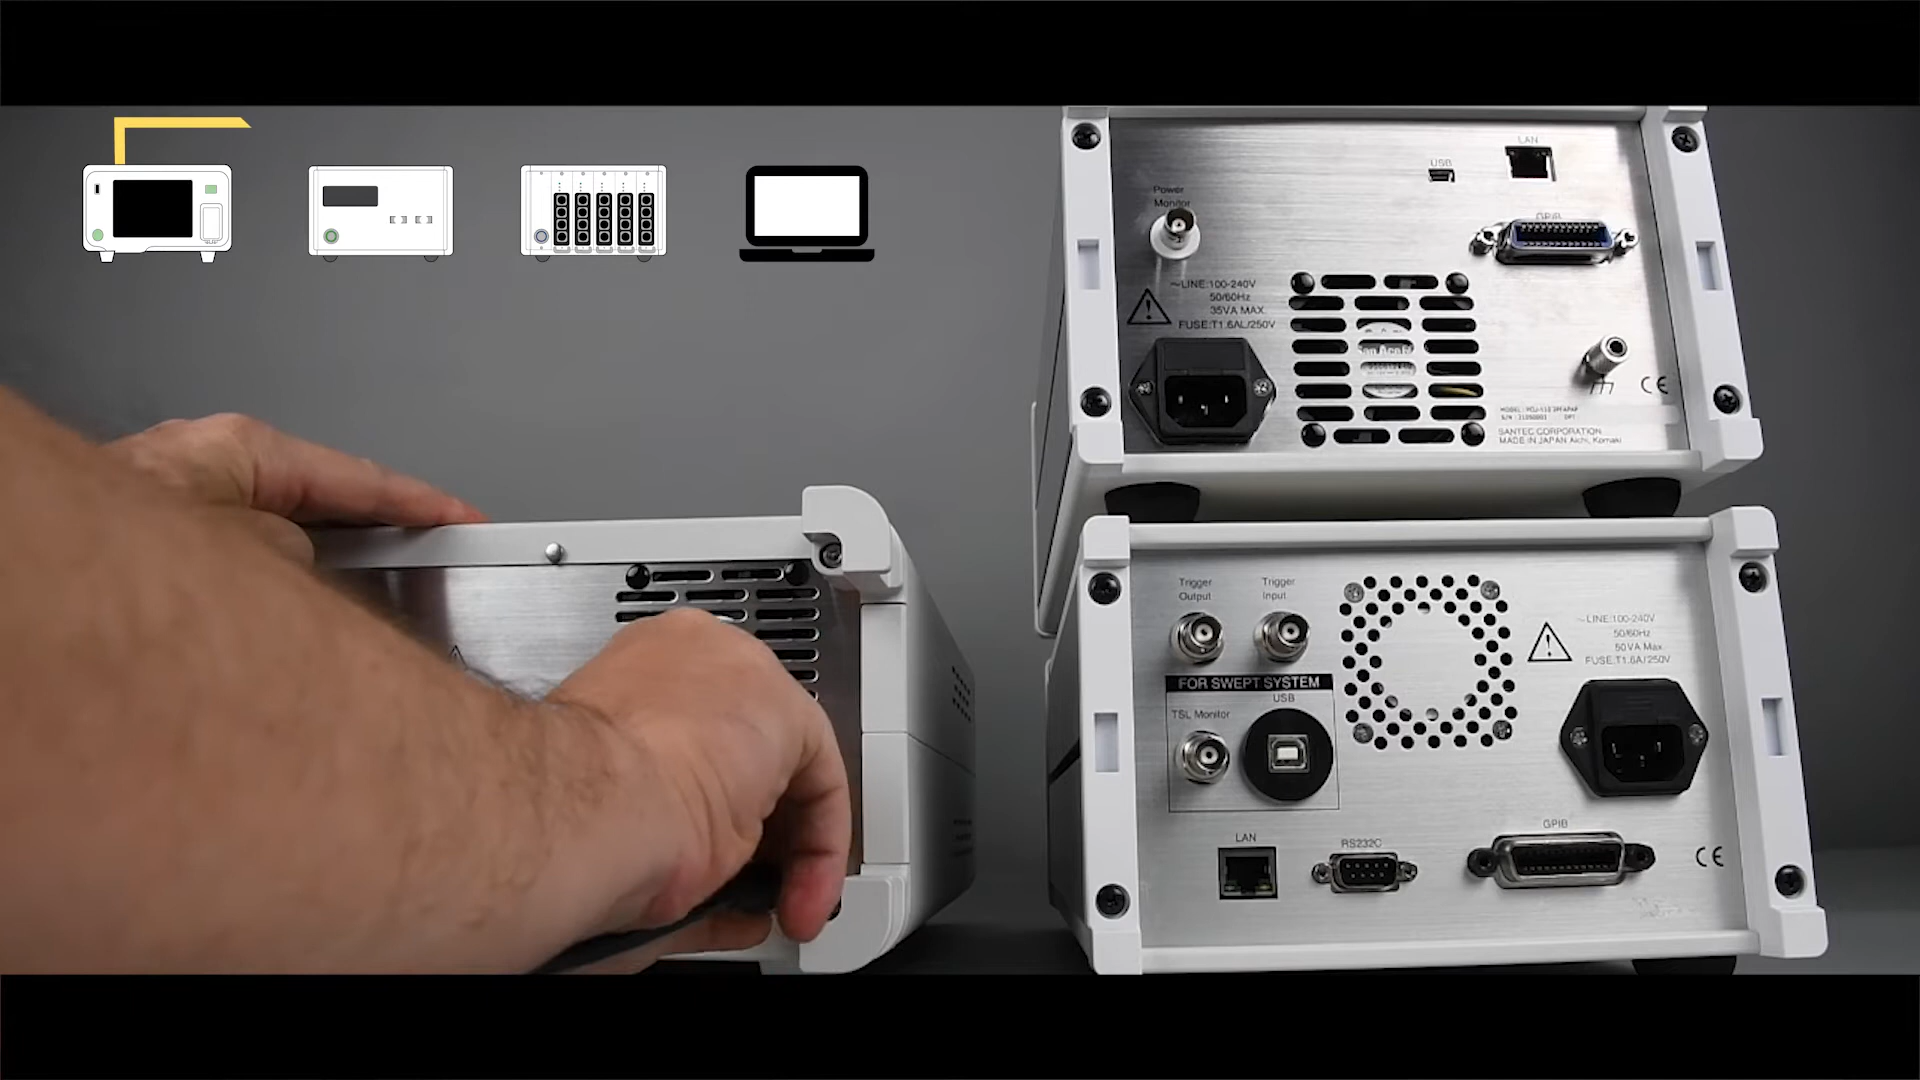 LAN
USB
Power
Monitor
GPIB
~LINE:100-240V
50/60Hz
35VA MAX.
FUSE:T1.6AL/250V
CE
SANTEC CORPORATION
MADE IN JAPAN Aichi, Komaki
Trigger
Output
Trigger
Input
~LINE:100-240V
50/60Hz
50VA Max
FUSE:T1.6A/250V
FOR SWEPT SYSTEM
USB
TSL Monitor
LAN
RS232C
GPIB
CE